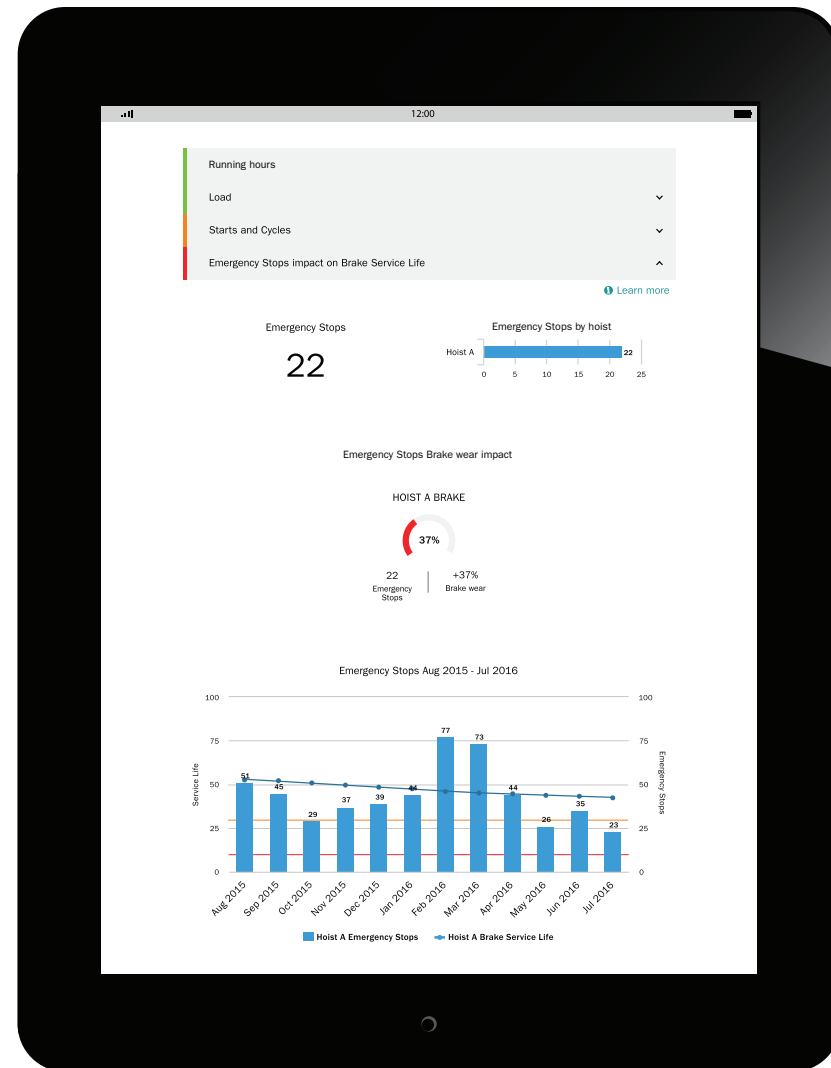 12:00
Running hours
Load
Starts and Cycles
Emergency Stops impact on Brake Service Life
Learn more
Emergency Stops
22
Emergency Stops by hoist
Hoist A
22
0 5 10 15 20 25
Emergency Stops Brake wear impact
HOIST A BRAKE
37%
22
Emergency
Stops
+37%
Brake wear
Emergency Stops Aug 2015 - Jul 2016
Service Life
100
75
50
25
0
51 45 29 37 39 44 77 73 44 26 35 23
100
75
50
25
0
Emergency Stops
Aug 2015 Sep 2015 Oct 2015 Nov 2015 Dec 2015 Jan 2016 Feb 2016 Mar 2016 Apr 2016 May 2016 Jun 2016 Jul 2016
Hoist A Emergency Stops Hoist A Brake Service Life